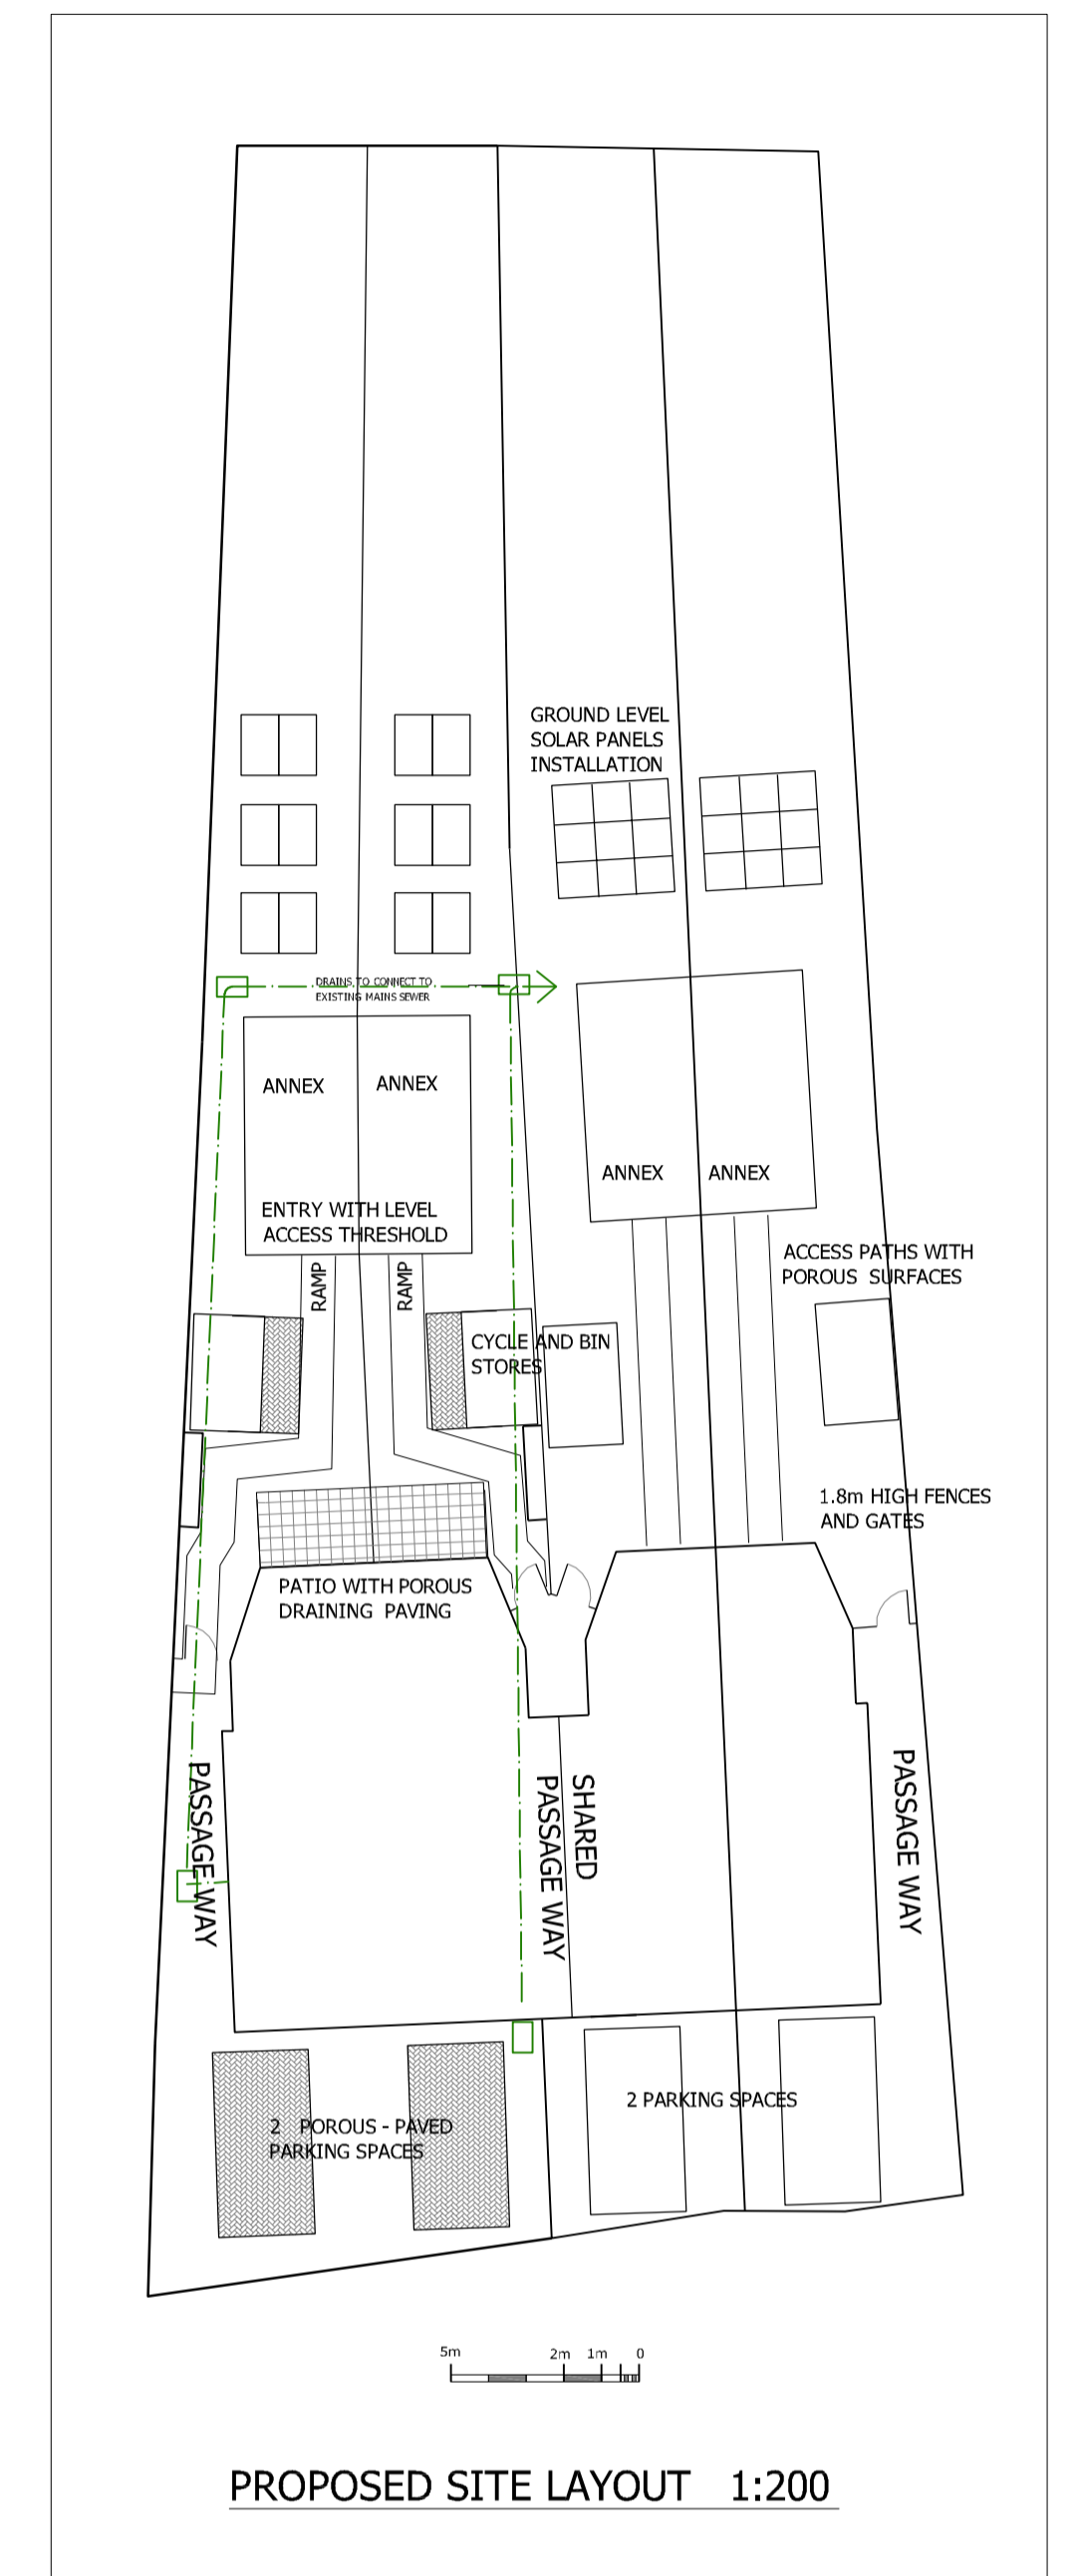 GROUND LEVEL
SOLAR PANELS
INSTALLATION
DRAINS TO CONNECT TO
EXISTING MAINS SEWER
ANNEX
ANNEX
ANNEX
ANNEX
ENTRY WITH LEVEL
ACCESS THRESHOLD
RAMP
RAMP
ACCESS PATHS WITH
POROUS SURFACES
CYCLE AND BIN
STORES
1.8m HIGH FENCES
AND GATES
PATIO WITH POROUS
DRAINING PAVING
PASSAGE WAY
SHARED
PASSAGE WAY
PASSAGE WAY
2 POROUS - PAVED
PARKING SPACES
2 PARKING SPACES
5m 2m 1m 0
PROPOSED SITE LAYOUT 1:200